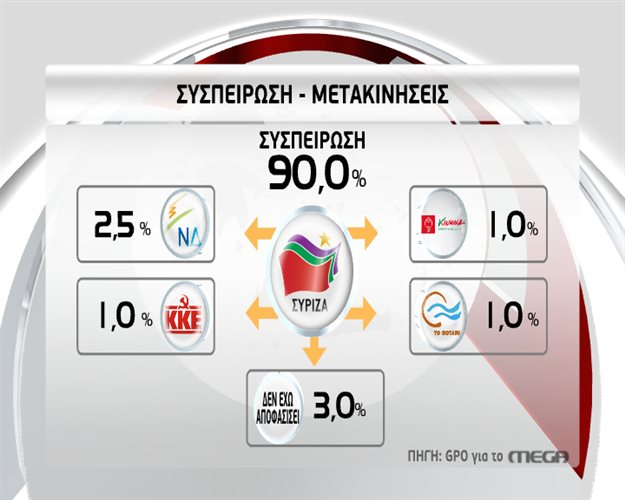 ΣΥΣΠΕΙΡΩΣΗ - ΜΕΤΑΚΙΝΗΣΕΙΣ
ΣΥΣΠΕΙΡΩΣΗ
90,0%
2,5 %
ΝΔ
ΣΥΡΙΖΑ
ΚΙΝΗΜΑ
1,0 %
1,0 %
ΚΚΕ
ΤΟ ΠΟΤΑΜΙ
1,0 %
ΔΕΝ ΕΧΩ
ΑΠΟΦΑΣΙΣΕΙ
3,0%
ΠΗΓΗ: GPO για το MEGA